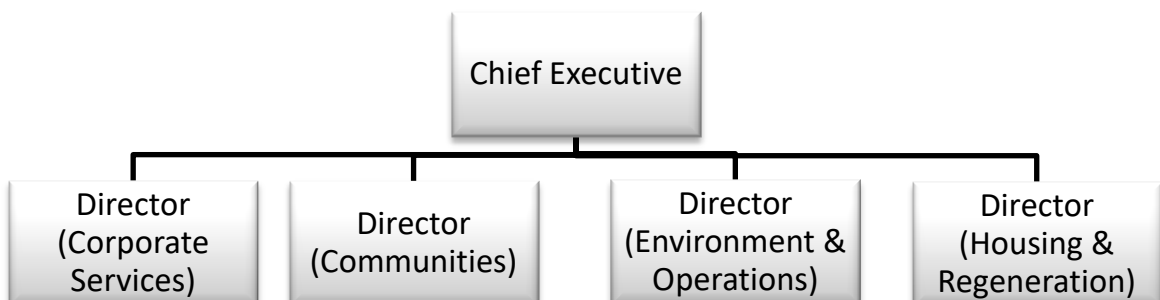 Chief Executive
Director
(Corporate
Services)
Director
(Communities)
Director
(Environment &
Operations)
Director
(Housing &
Regeneration)